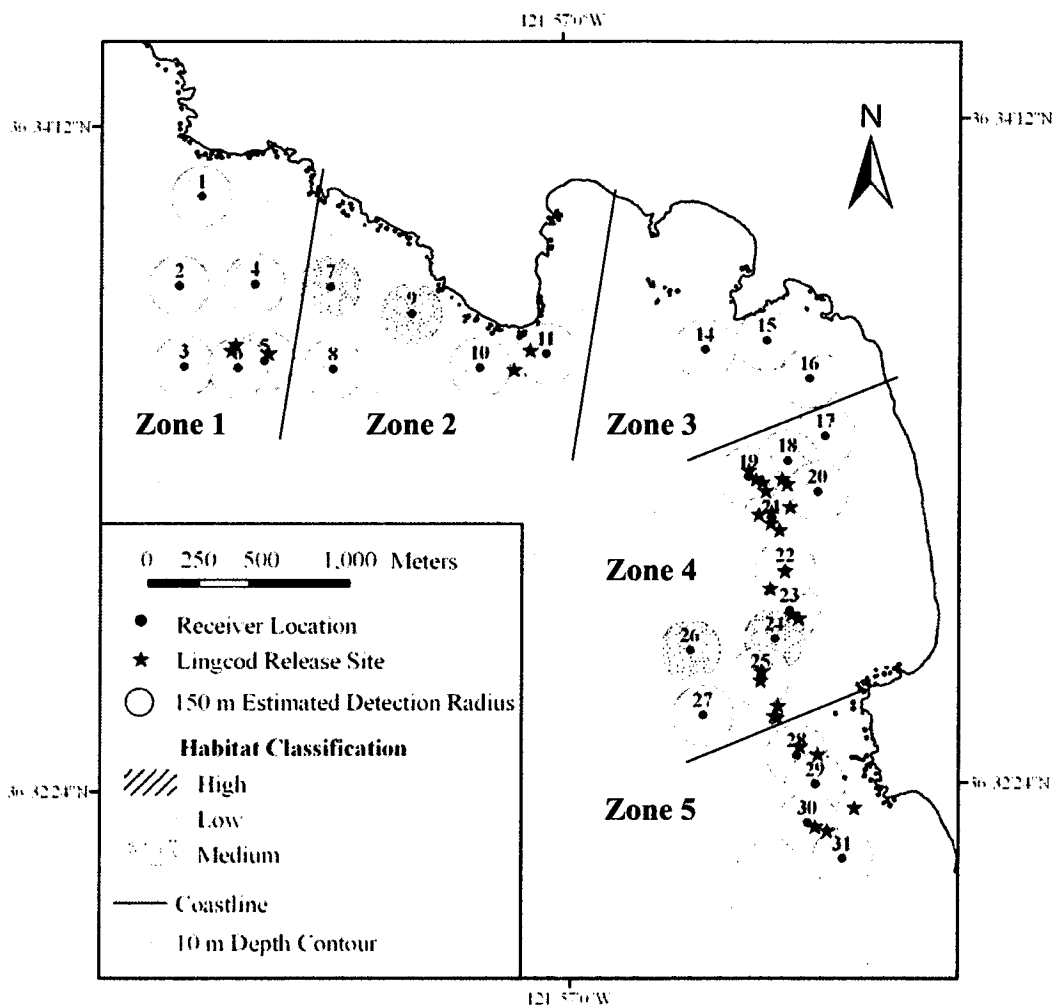 121 57'0"W
36 34'12"N
36 34'12"N
N
1
2
4
7
9
3
6
5
8
10
11
14
15
16
Zone 1
Zone 2
Zone 3
17
18
19
20
21
22
Zone 4
23
24
26
25
27
28
29
Zone 5
30
31
36 32'24"N
36 32'24"N
0 250 500 1,000 Meters
Receiver Location
Lingcod Release Site
150 m Estimated Detection Radius
Habitat Classification
High
Low
Medium
Coastline
10 m Depth Contour
121 57'0"W